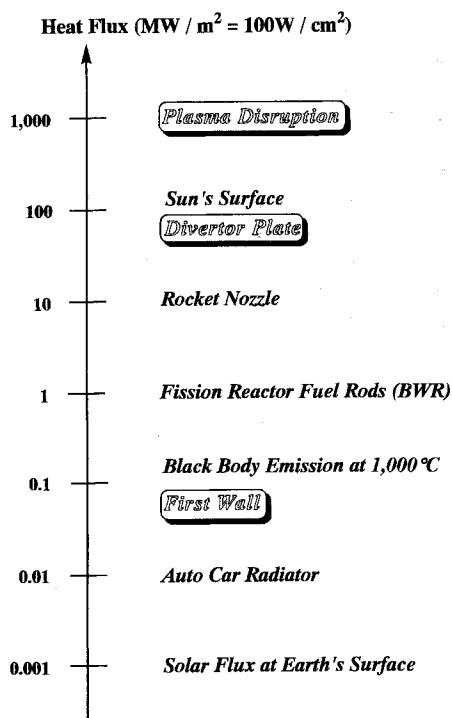 Heat Flux (MW / m² = 100W / cm²)
1,000 Plasma Disruption
Sun's Surface
100
Divertor Plate
10 Rocket Nozzle
1 Fission Reactor Fuel Rods (BWR)
Black Body Emission at 1,000 °C
0.1
First Wall
0.01 Auto Car Radiator
0.001 Solar Flux at Earth's Surface